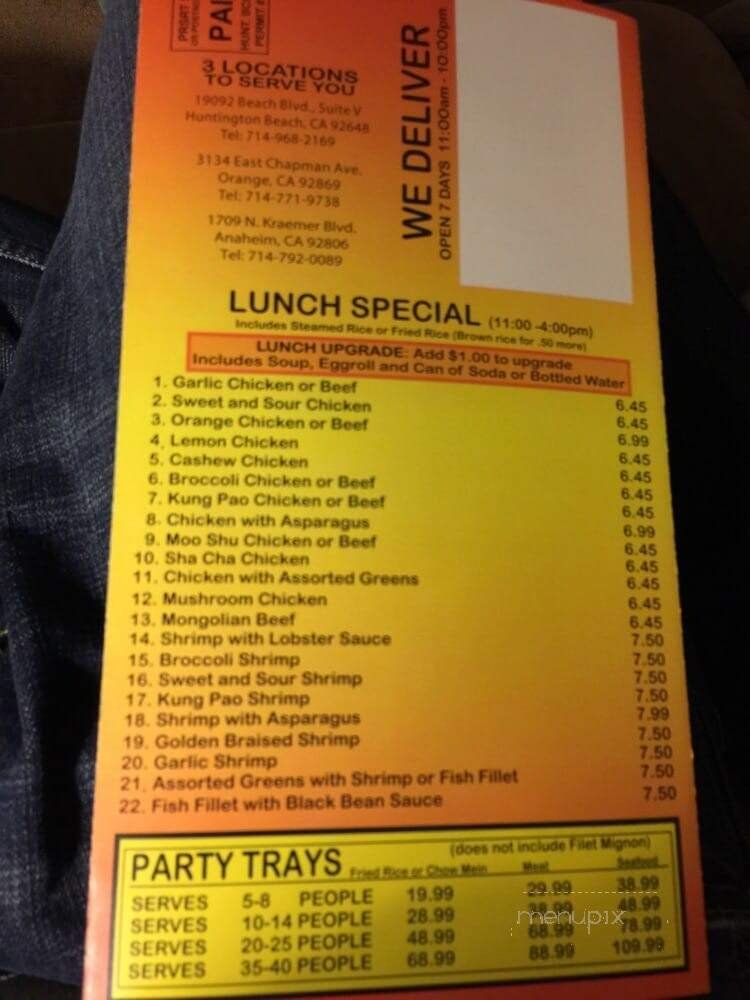 PRSRT
US POSTAG
PAI
HUNT. BC
PERMIT #
3 LOCATIONS
TO SERVE YOU
19092 Beach Blvd., Suite V
Huntington Beach, CA 92648
Tel: 714-968-2169
3134 East Chapman Ave.
Orange, CA 92869
Tel: 714-771-9738
1709 N. Kraemer Blvd.
Anaheim, CA 92806
Tel: 714-792-0089
WE DELIVER
OPEN 7 DAYS 11:00am - 10:00pm
LUNCH SPECIAL (11:00 -4:00pm)
Includes Steamed Rice or Fried Rice (Brown rice for .50 more)
LUNCH UPGRADE: Add $1.00 to upgrade
Includes Soup, Eggroll and Can of Soda or Bottled Water
1. Garlic Chicken or Beef 6.45
2. Sweet and Sour Chicken 6.45
3. Orange Chicken or Beef 6.99
4. Lemon Chicken 6.45
5. Cashew Chicken 6.45
6. Broccoli Chicken or Beef 6.45
7. Kung Pao Chicken or Beef 6.45
8. Chicken with Asparagus 6.99
9. Moo Shu Chicken or Beef 6.45
10. Sha Cha Chicken 6.45
11. Chicken with Assorted Greens 6.45
12. Mushroom Chicken 6.45
13. Mongolian Beef 6.45
14. Shrimp with Lobster Sauce 7.50
15. Broccoli Shrimp 7.50
16. Sweet and Sour Shrimp 7.50
17. Kung Pao Shrimp 7.50
18. Shrimp with Asparagus 7.99
19. Golden Braised Shrimp 7.50
20. Garlic Shrimp 7.50
21. Assorted Greens with Shrimp or Fish Fillet 7.50
22. Fish Fillet with Black Bean Sauce 7.50
(does not include Filet Mignon)
PARTY TRAYS Fried Rice or Chow Mein Meat Seafood
SERVES 5-8 PEOPLE 19.99 29.99 38.99
SERVES 10-14 PEOPLE 28.99 38.99 48.99
SERVES 20-25 PEOPLE 48.99 68.99 78.99
SERVES 35-40 PEOPLE 68.99 88.99 109.99
menupix